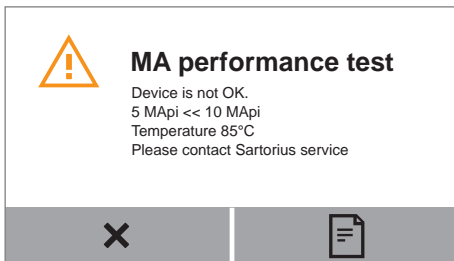 MA performance test
Device is not OK.
5 MApi << 10 MApi
Temperature 85°C
Please contact Sartorius service